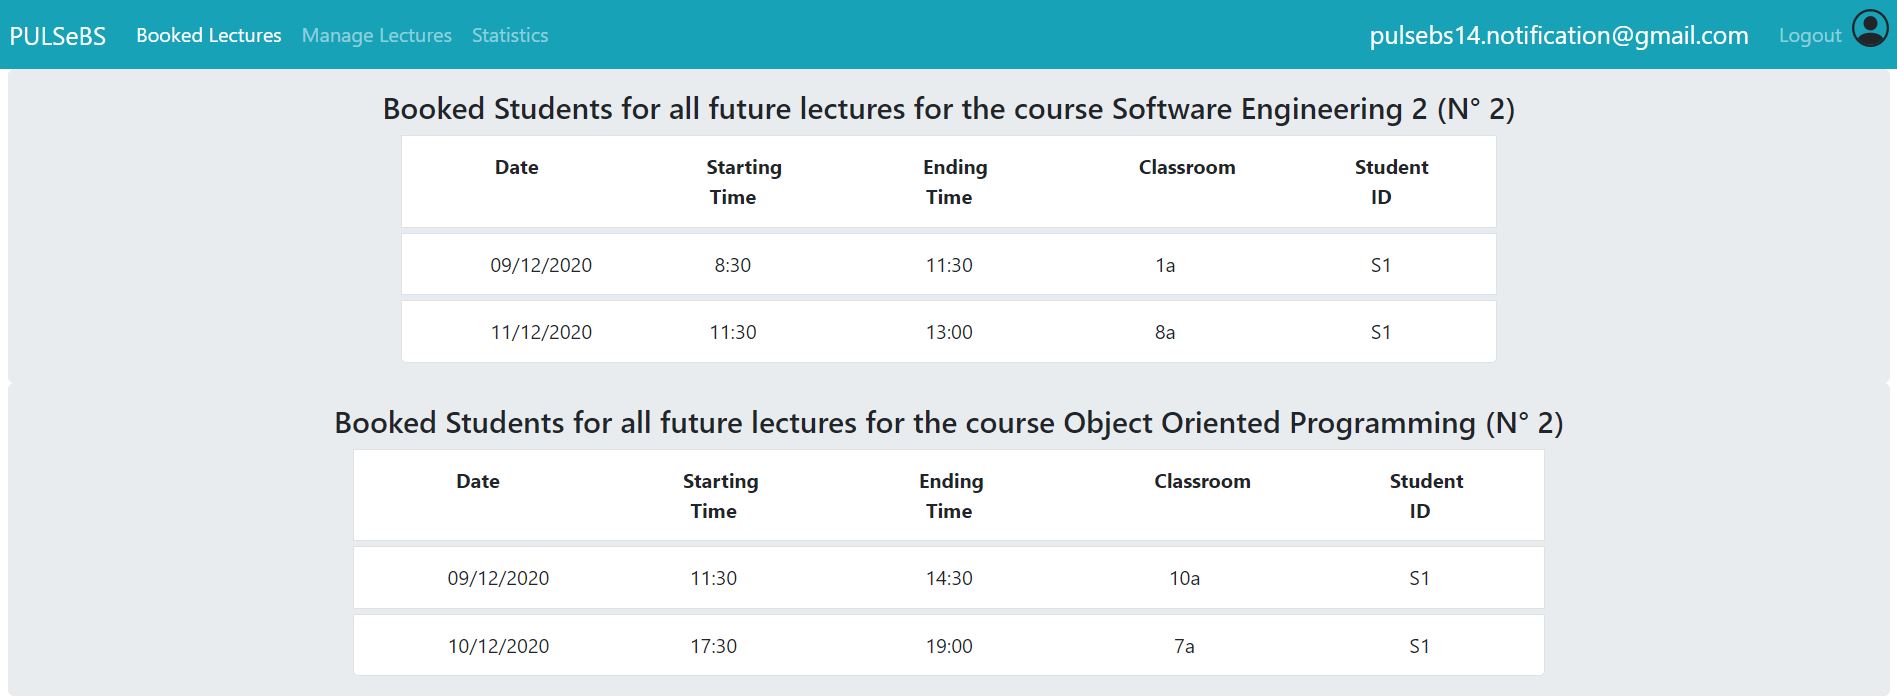 PULSeBS Booked Lectures Manage Lectures Statistics pulsebs14.notification@gmail.com Logout
Booked Students for all future lectures for the course Software Engineering 2 (N° 2)
Date Starting Time Ending Time Classroom Student ID
09/12/2020 8:30 11:30 1a S1
11/12/2020 11:30 13:00 8a S1
Booked Students for all future lectures for the course Object Oriented Programming (N° 2)
Date Starting Time Ending Time Classroom Student ID
09/12/2020 11:30 14:30 10a S1
10/12/2020 17:30 19:00 7a S1